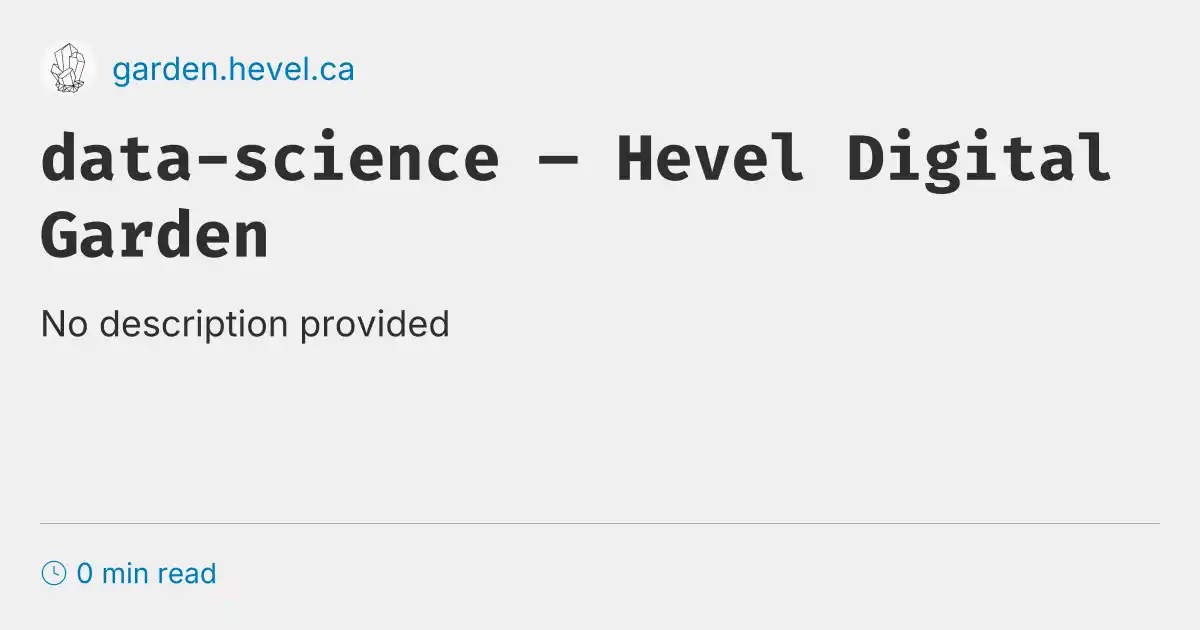 garden.hevel.ca
data-science — Hevel Digital
Garden
No description provided
0 min read